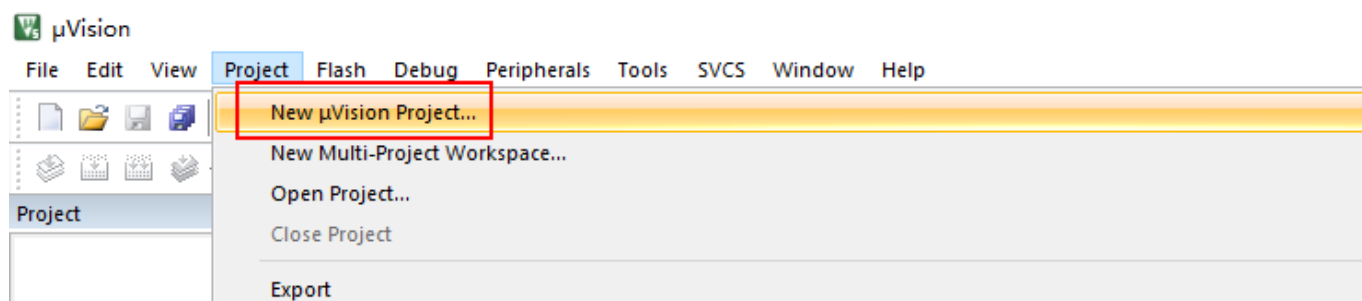 µVision
File Edit View Project Flash Debug Peripherals Tools SVCS Window Help
New µVision Project...
New Multi-Project Workspace...
Open Project...
Project
Close Project
Export